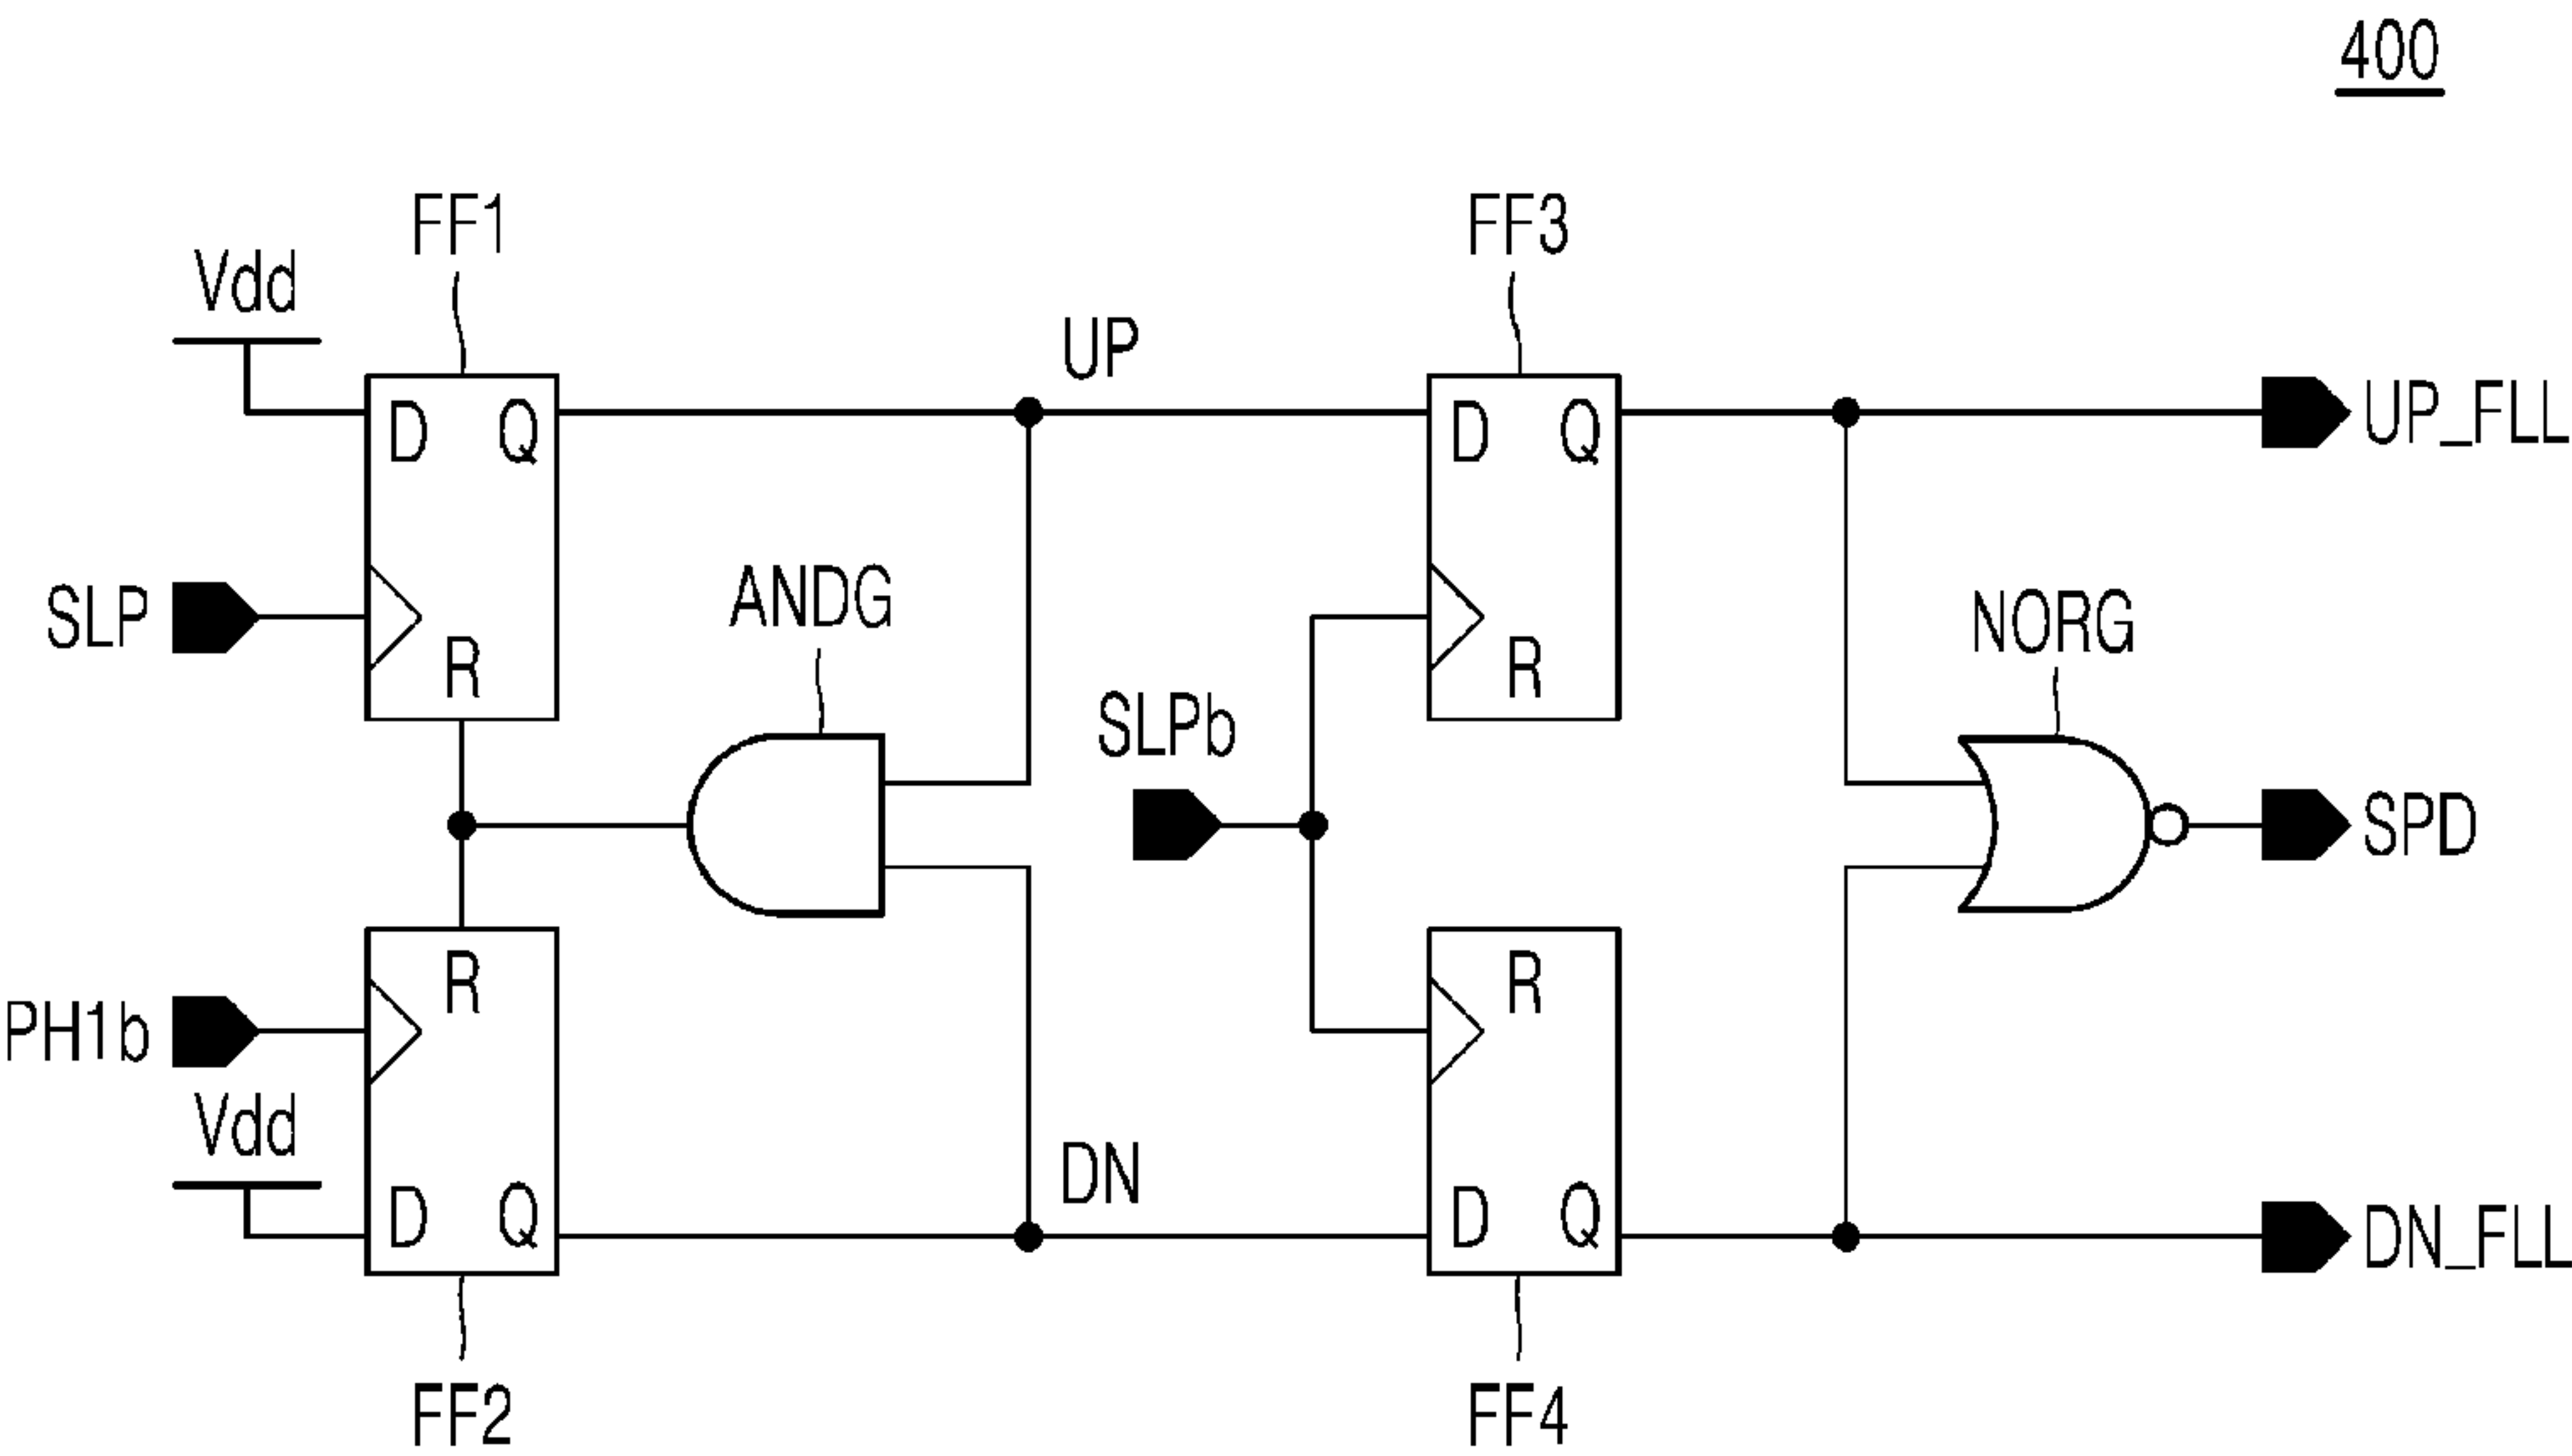 400
FF1
FF3
Vdd
UP
D Q
D Q
UP_FLL
SLP
ANDG
NORG
R
R
SLPb
SPD
R
R
PH1b
Vdd
DN
D Q
D Q
DN_FLL
FF2
FF4